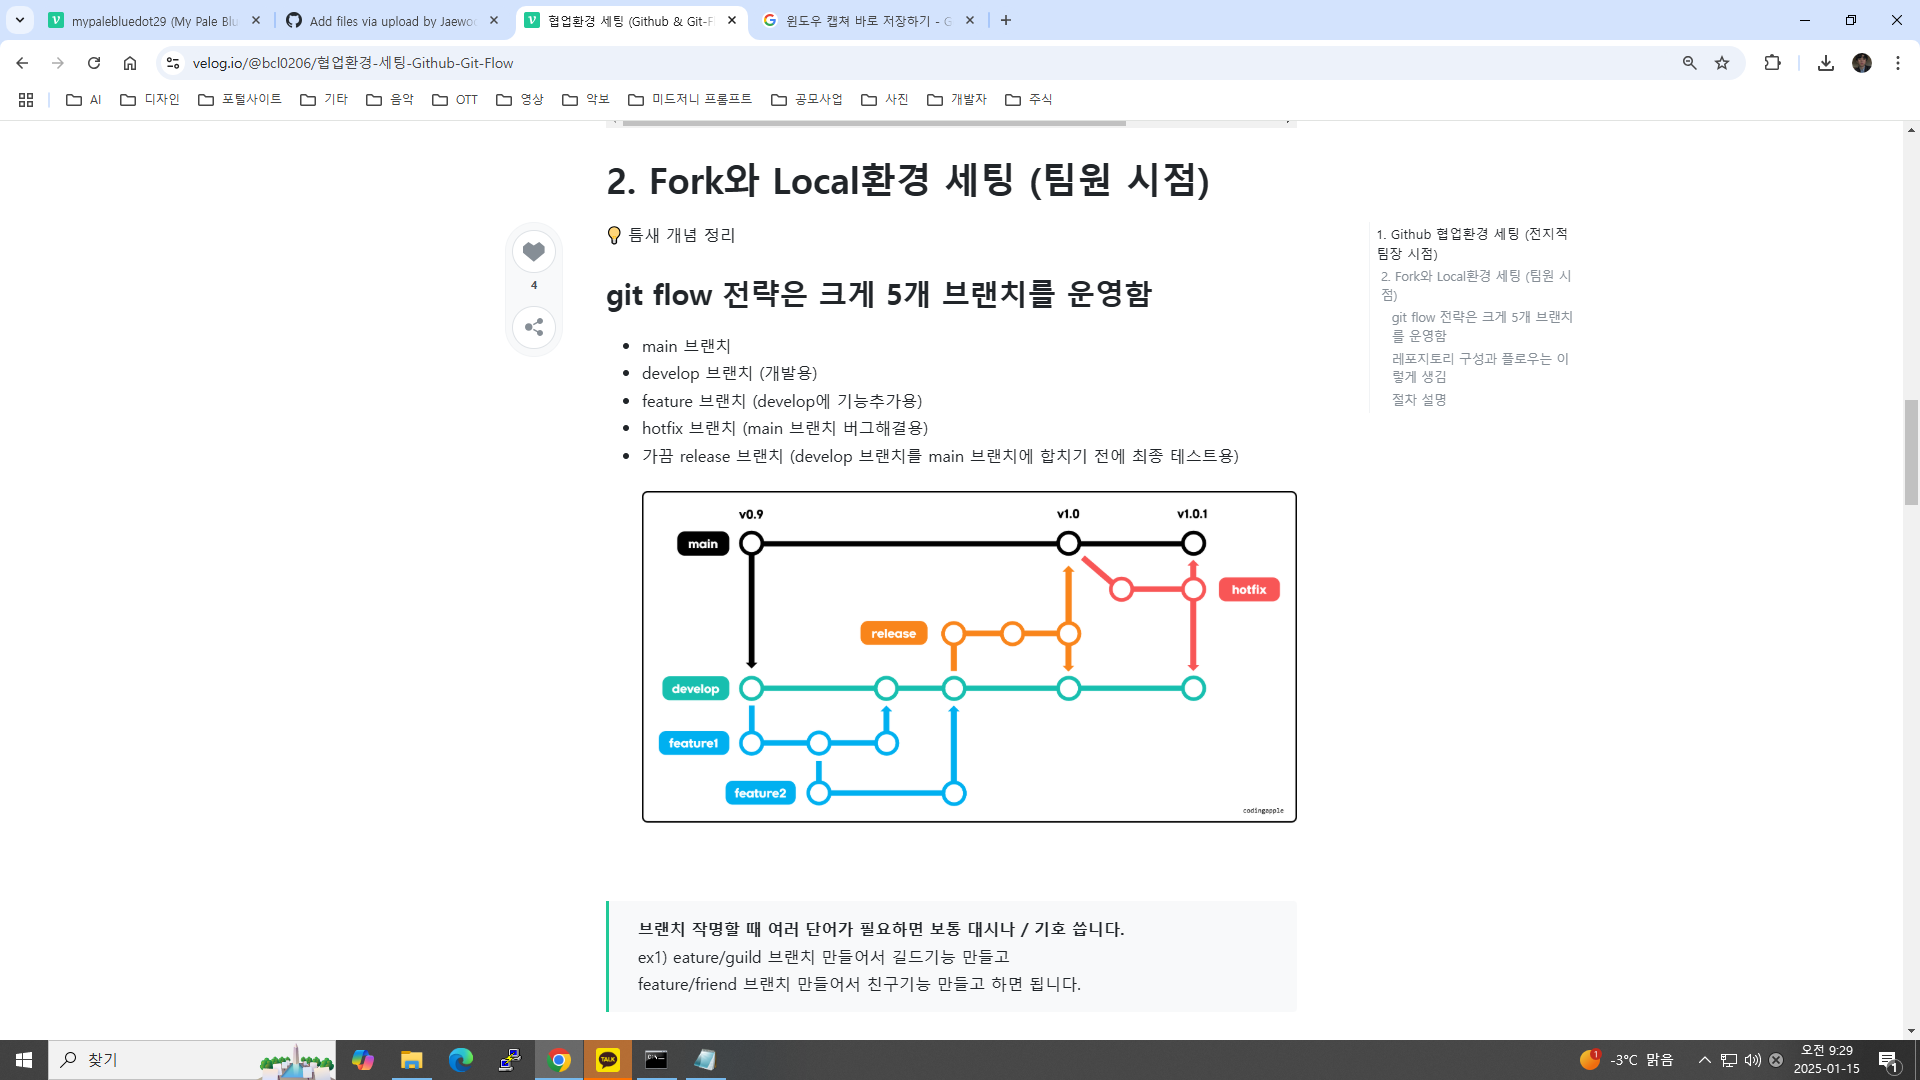 mypalebluedot29 (My Pale Blu
Add files via upload by Jaewoo
협업환경 세팅 (Github & Git-Fl
윈도우 캡쳐 바로 저장하기 - G
velog.io/@bcl0206/협업환경-세팅-Github-Git-Flow
AI
디자인
포털사이트
기타
음악
OTT
영상
악보
미드저니 프롬프트
공모사업
사진
개발자
주식
2. Fork와 Local환경 세팅 (팀원 시점)
틈새 개념 정리
4
git flow 전략은 크게 5개 브랜치를 운영함
main 브랜치
develop 브랜치 (개발용)
feature 브랜치 (develop에 기능추가용)
hotfix 브랜치 (main 브랜치 버그해결용)
가끔 release 브랜치 (develop 브랜치를 main 브랜치에 합치기 전에 최종 테스트용)
1. Github 협업환경 세팅 (전지적
팀장 시점)
2. Fork와 Local환경 세팅 (팀원 시
점)
git flow 전략은 크게 5개 브랜치
를 운영함
레포지토리 구성과 플로우는 이
렇게 생김
절차 설명
v0.9
v1.0
v1.0.1
main
hotfix
release
develop
feature1
feature2
codingapple
브랜치 작명할 때 여러 단어가 필요하면 보통 대시나 / 기호 씁니다.
ex1) eature/guild 브랜치 만들어서 길드기능 만들고
feature/friend 브랜치 만들어서 친구기능 만들고 하면 됩니다.
찾기
TALK
1
-3°C 맑음
오전 9:29
2025-01-15
1